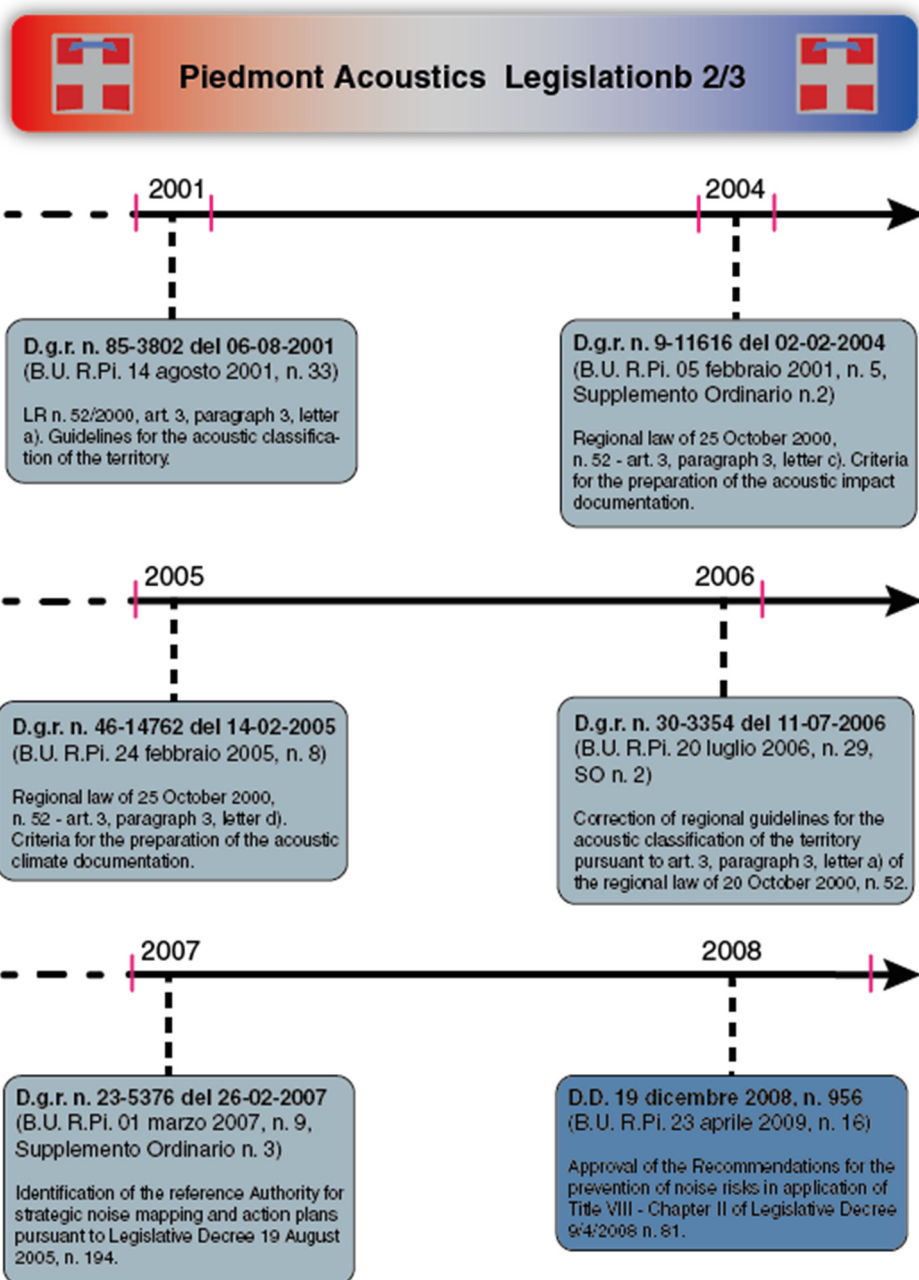 Piedmont Acoustics Legislationb 2/3
2001
2004
D.g.r. n. 85-3802 del 06-08-2001
(B.U. R.Pi. 14 agosto 2001, n. 33)
LR n. 52/2000, art. 3, paragraph 3, letter
a). Guidelines for the acoustic classifica-
tion of the territory.
D.g.r. n. 9-11616 del 02-02-2004
(B.U. R.Pi. 05 febbraio 2001, n. 5,
Supplemento Ordinario n.2)
Regional law of 25 October 2000,
n. 52 - art. 3, paragraph 3, letter c). Criteria
for the preparation of the acoustic impact
documentation.
2005
2006
D.g.r. n. 46-14762 del 14-02-2005
(B.U. R.Pi. 24 febbraio 2005, n. 8)
Regional law of 25 October 2000,
n. 52 - art. 3, paragraph 3, letter d).
Criteria for the preparation of the acoustic
climate documentation.
D.g.r. n. 30-3354 del 11-07-2006
(B.U. R.Pi. 20 luglio 2006, n. 29,
SO n. 2)
Correction of regional guidelines for the
acoustic classification of the territory
pursuant to art. 3, paragraph 3, letter a) of
the regional law of 20 October 2000, n. 52.
2007
2008
D.g.r. n. 23-5376 del 26-02-2007
(B.U. R.Pi. 01 marzo 2007, n. 9,
Supplemento Ordinario n. 3)
Identification of the reference Authority for
strategic noise mapping and action plans
pursuant to Legislative Decree 19 August
2005, n. 194.
D.D. 19 dicembre 2008, n. 956
(B.U. R.Pi. 23 aprile 2009, n. 16)
Approval of the Recommendations for the
prevention of noise risks in application of
Title VIII - Chapter II of Legislative Decree
9/4/2008 n. 81.